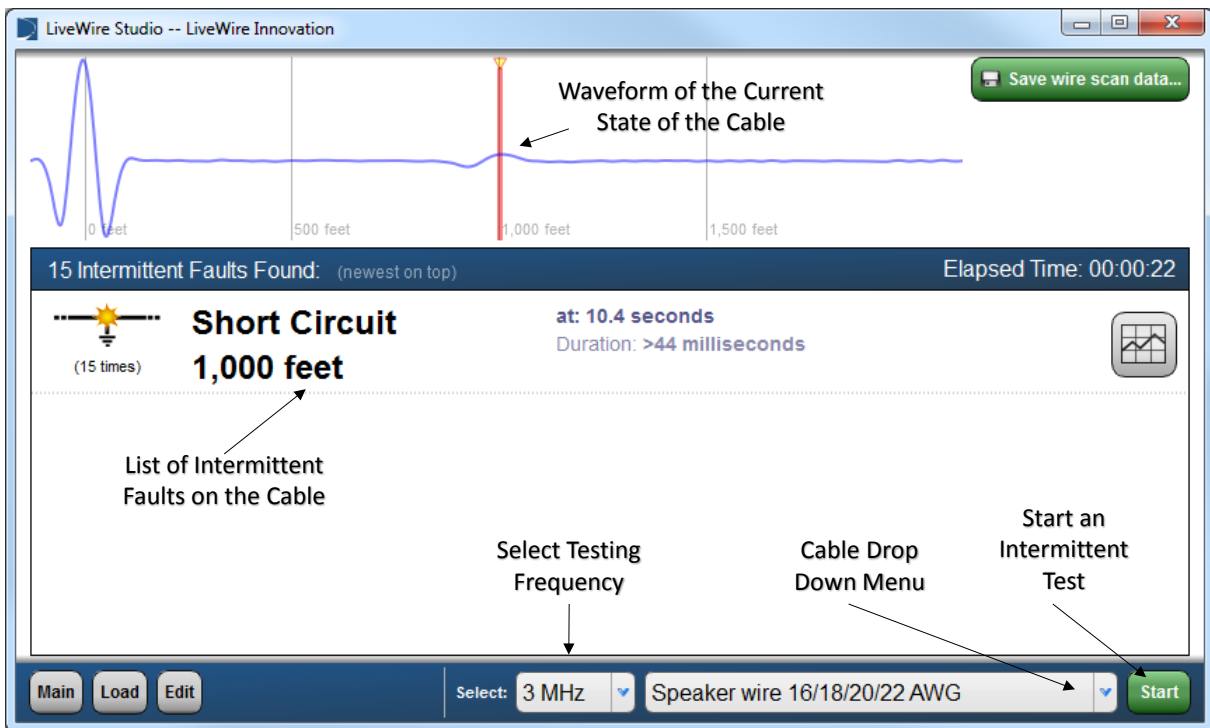 LiveWire Studio -- LiveWire Innovation
Save wire scan data...
Waveform of the Current
State of the Cable
0 feet
500 feet
1,000 feet
1,500 feet
15 Intermittent Faults Found: (newest on top)
Elapsed Time: 00:00:22
Short Circuit
1,000 feet
(15 times)
at: 10.4 seconds
Duration: >44 milliseconds
List of Intermittent
Faults on the Cable
Select Testing
Frequency
Cable Drop
Down Menu
Start an
Intermittent
Test
Main
Load
Edit
Select:
3 MHz
Speaker wire 16/18/20/22 AWG
Start